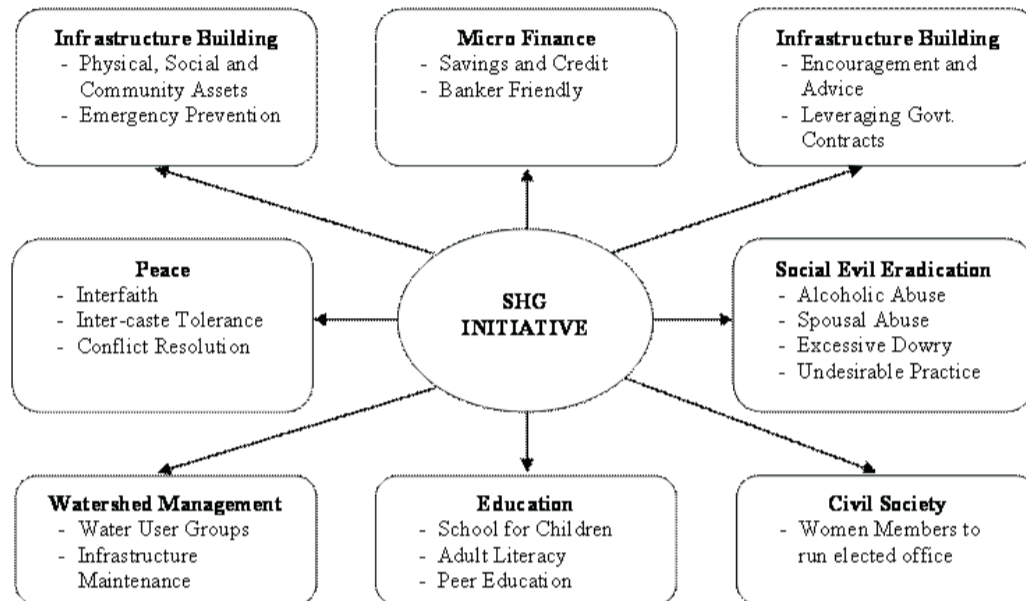 Infrastructure Building
- Physical, Social and
Community Assets
- Emergency Prevention
Micro Finance
- Savings and Credit
- Banker Friendly
Infrastructure Building
- Encouragement and
Advice
- Leveraging Govt.
Contracts
Peace
- Interfaith
- Inter-caste Tolerance
- Conflict Resolution
SHG
INITIATIVE
Social Evil Eradication
- Alcoholic Abuse
- Spousal Abuse
- Excessive Dowry
- Undesirable Practice
Watershed Management
- Water User Groups
- Infrastructure
Maintenance
Education
- School for Children
- Adult Literacy
- Peer Education
Civil Society
- Women Members to
run elected office